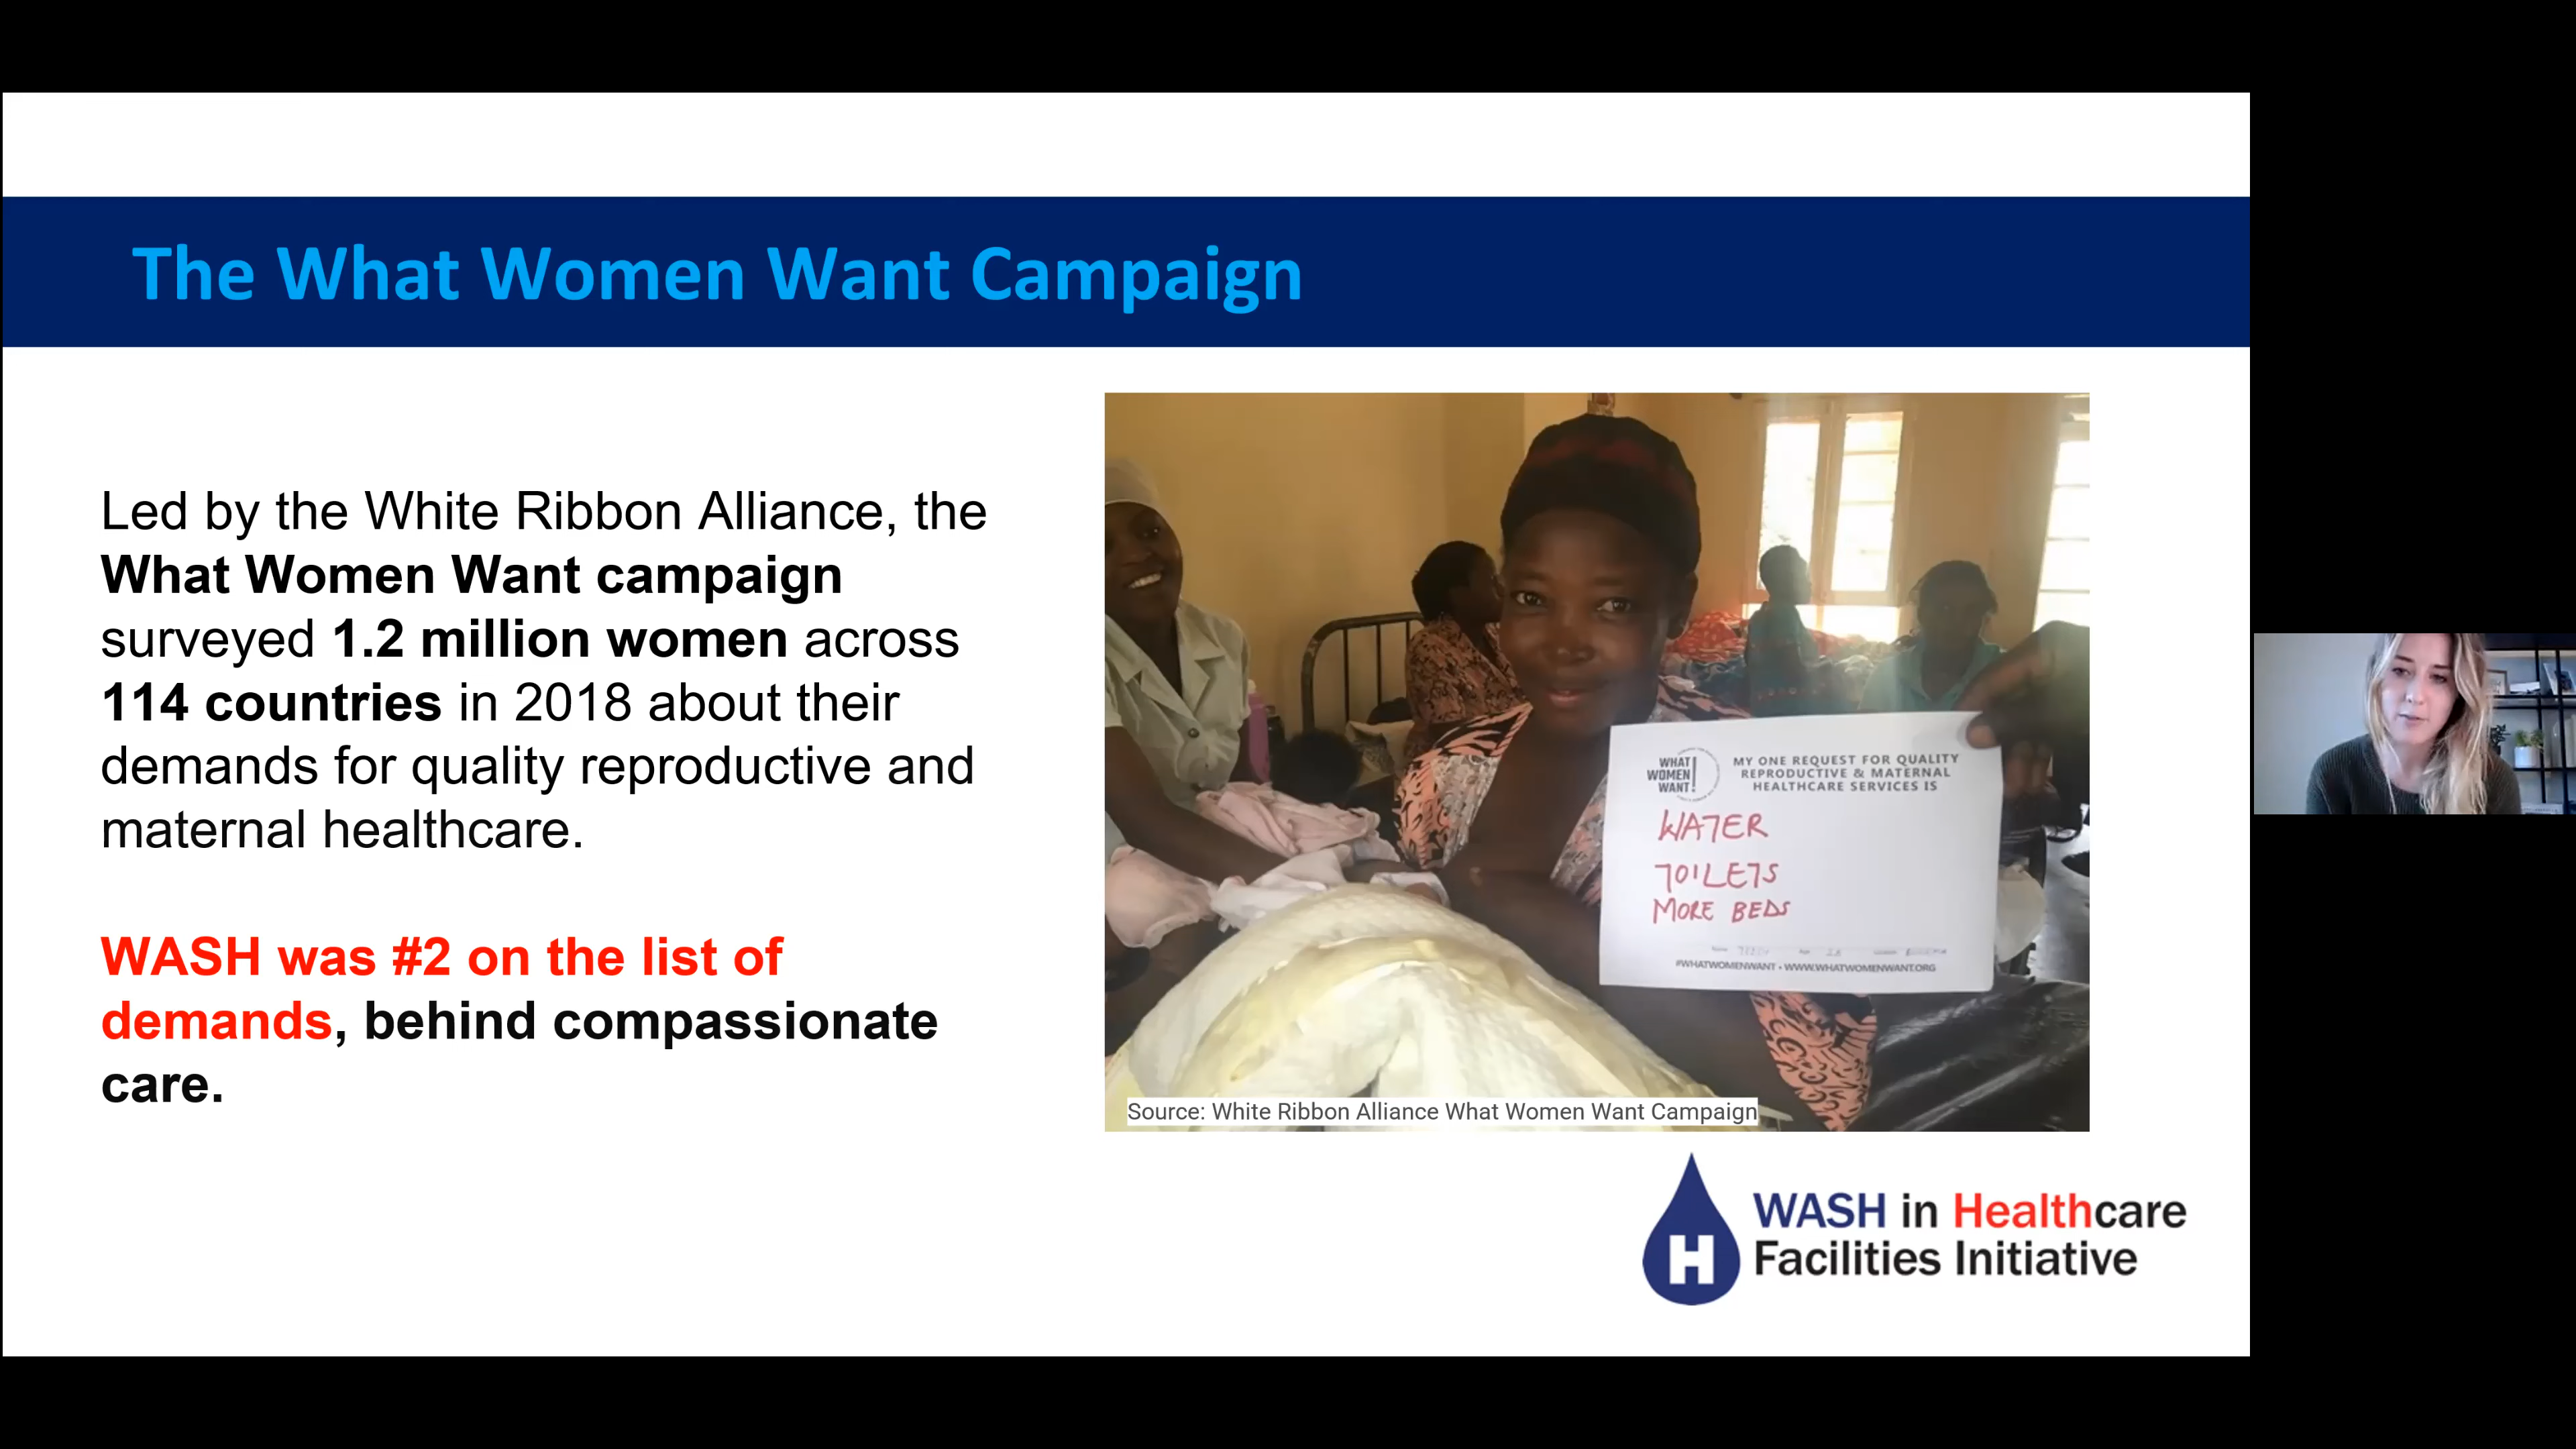 The What Women Want Campaign
Led by the White Ribbon Alliance, the
What Women Want campaign
surveyed 1.2 million women across
114 countries in 2018 about their
demands for quality reproductive and
maternal healthcare.
WASH was #2 on the list of
demands, behind compassionate
care.
WHAT
WOMEN
WANT!
MY ONE REQUEST FOR QUALITY
REPRODUCTIVE & MATERNAL
HEALTHCARE SERVICES IS
WATER
TOILETS
MORE BEDS
#WHATWOMENWANT • WWW.WHATWOMENWANT.ORG
Source: White Ribbon Alliance What Women Want Campaign
H
WASH in Healthcare
Facilities Initiative